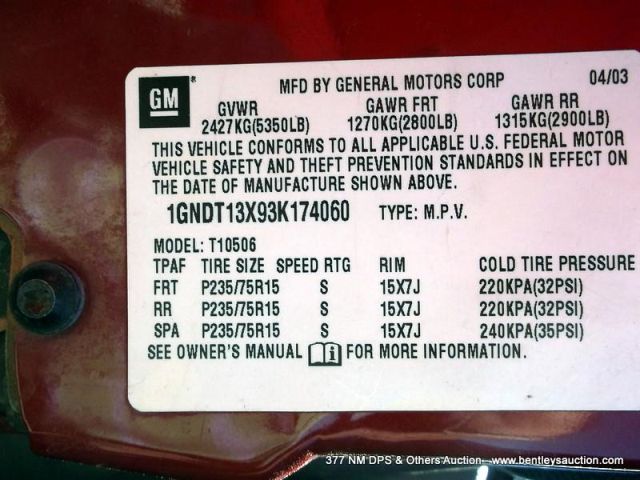 GM ® MFD BY GENERAL MOTORS CORP 04/03
GVWR GAWR FRT GAWR RR
2427KG(5350LB) 1270KG(2800LB) 1315KG(2900LB)
THIS VEHICLE CONFORMS TO ALL APPLICABLE U.S. FEDERAL MOTOR
VEHICLE SAFETY AND THEFT PREVENTION STANDARDS IN EFFECT ON
THE DATE OF MANUFACTURE SHOWN ABOVE.
1GNDT13X93K174060 TYPE: M.P.V.
MODEL: T10506
TPAF TIRE SIZE SPEED RTG RIM COLD TIRE PRESSURE
FRT P235/75R15 S 15X7J 220KPA(32PSI)
RR P235/75R15 S 15X7J 220KPA(32PSI)
SPA P235/75R15 S 15X7J 240KPA(35PSI)
SEE OWNER'S MANUAL i FOR MORE INFORMATION.
377 NM DPS & Others Auction---www.bentleysauction.com